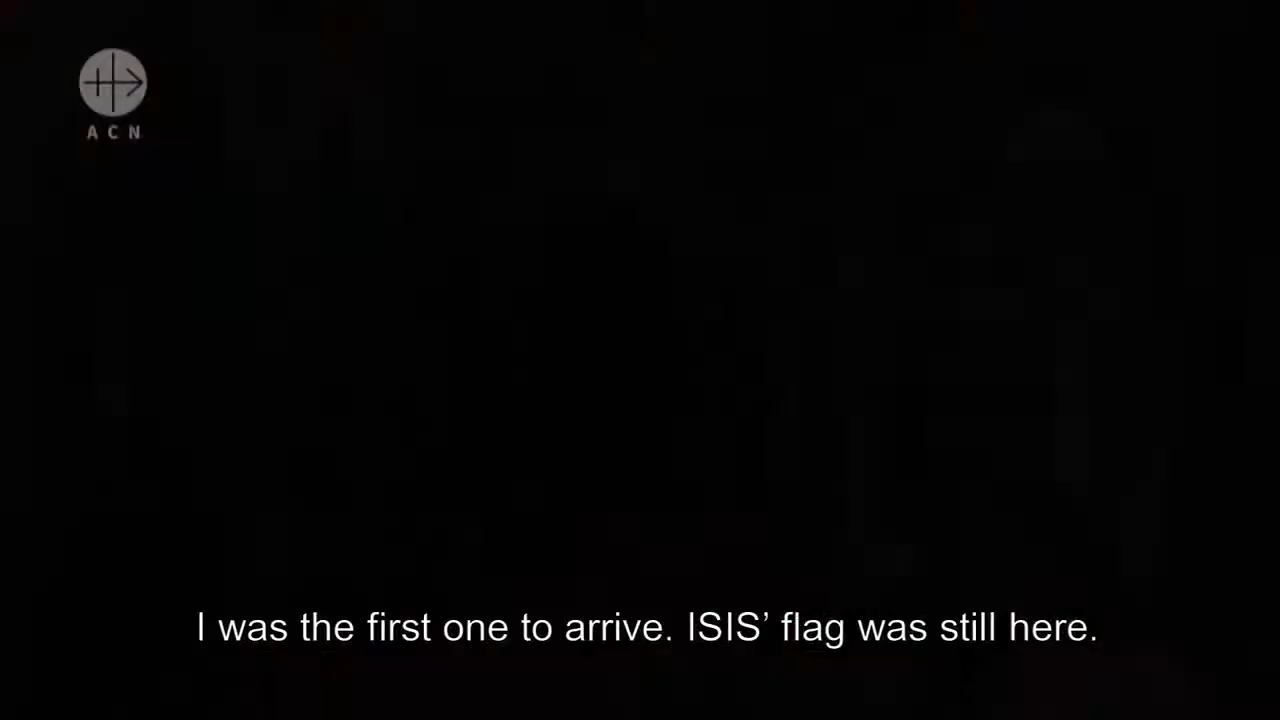 ACN
I was the first one to arrive. ISIS’ flag was still here.